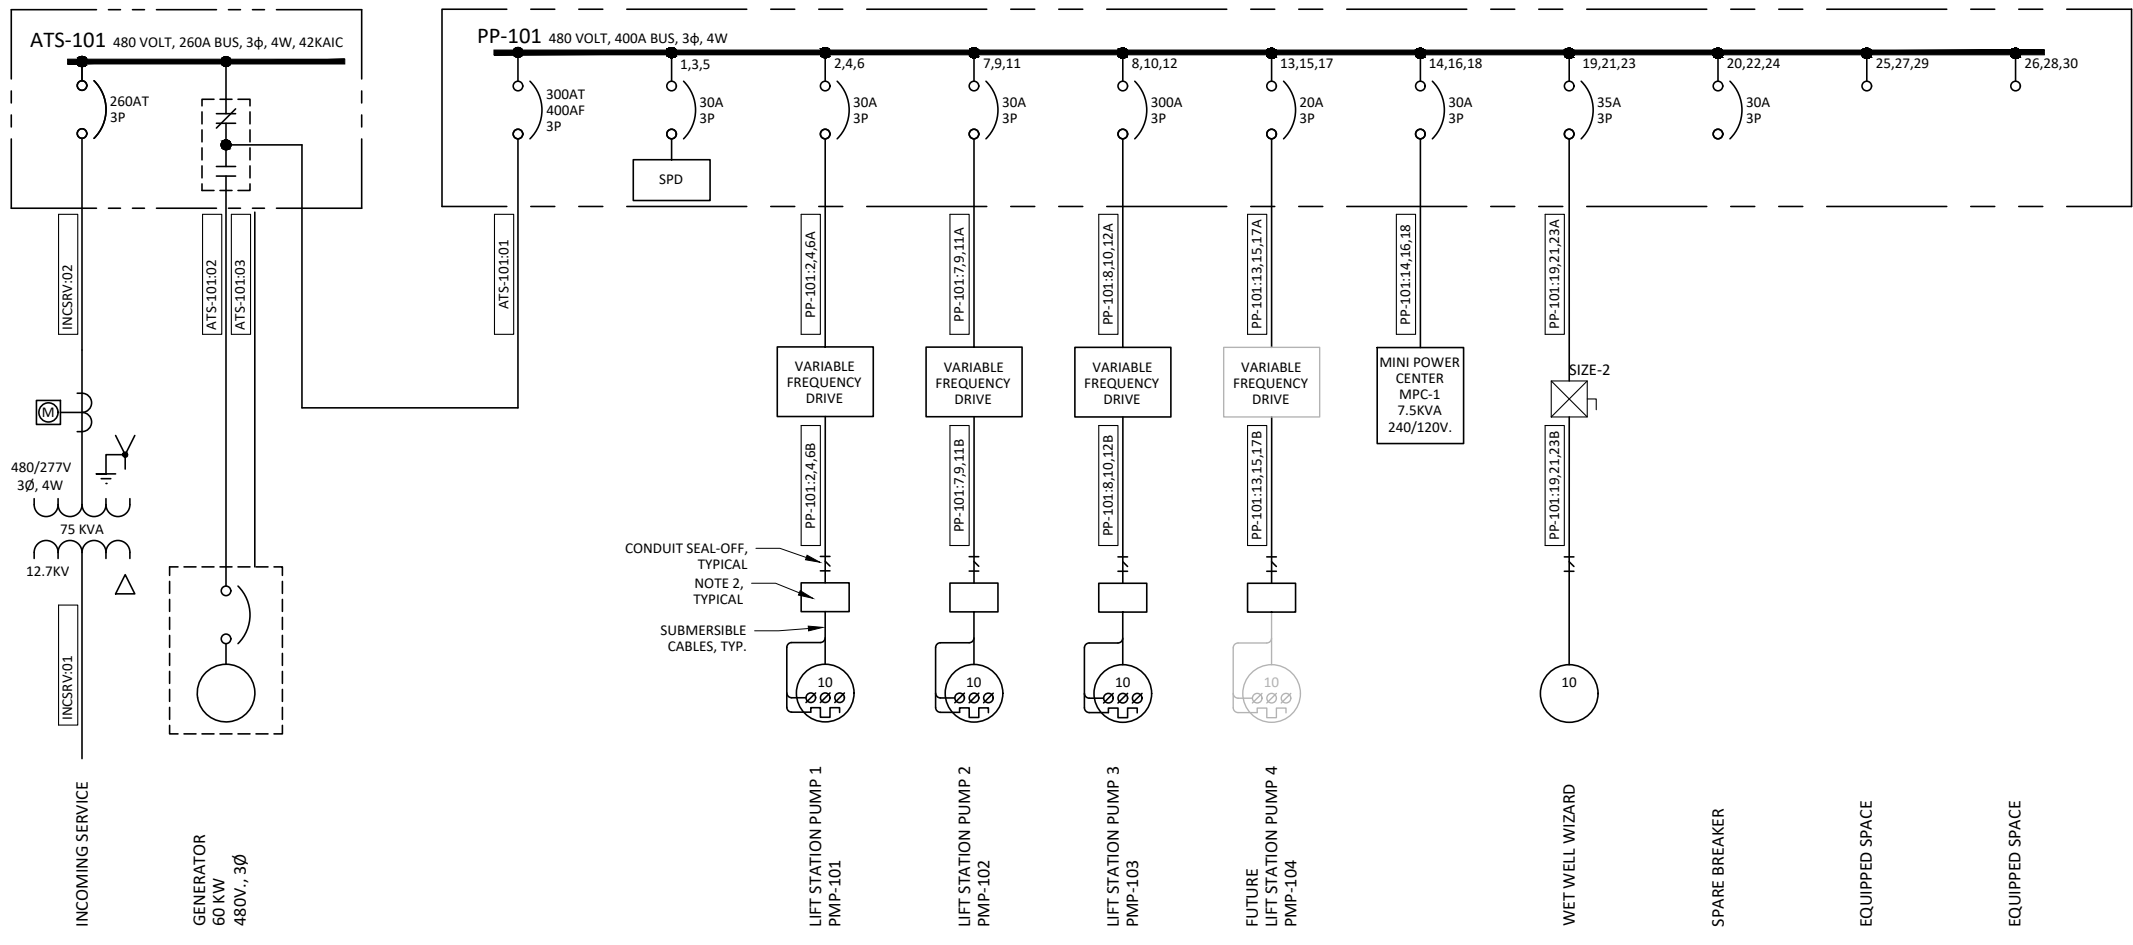 ATS-101 480 VOLT, 260A BUS, 3ϕ, 4W, 42KAIC
260AT
3P
INCSRV:02
ATS-101:02
ATS-101:03
M
480/277V
3Ø, 4W
75 KVA
12.7KV
INCSRV:01
INCOMING SERVICE
GENERATOR
60 KW
480V., 3Ø
PP-101 480 VOLT, 400A BUS, 3ϕ, 4W
300AT
400AF
3P
ATS-101:01
1,3,5
30A
3P
SPD
2,4,6
30A
3P
PP-101:2,4,6A
VARIABLE
FREQUENCY
DRIVE
PP-101:2,4,6B
CONDUIT SEAL-OFF,
TYPICAL
NOTE 2,
TYPICAL
SUBMERSIBLE
CABLES, TYP.
10
LIFT STATION PUMP 1
PMP-101
7,9,11
30A
3P
PP-101:7,9,11A
VARIABLE
FREQUENCY
DRIVE
PP-101:7,9,11B
10
LIFT STATION PUMP 2
PMP-102
8,10,12
300A
3P
PP-101:8,10,12A
VARIABLE
FREQUENCY
DRIVE
PP-101:8,10,12B
10
LIFT STATION PUMP 3
PMP-103
13,15,17
20A
3P
PP-101:13,15,17A
VARIABLE
FREQUENCY
DRIVE
PP-101:13,15,17B
10
FUTURE
LIFT STATION PUMP 4
PMP-104
14,16,18
30A
3P
PP-101:14,16,18
MINI POWER
CENTER
MPC-1
7.5KVA
240/120V.
19,21,23
35A
3P
PP-101:19,21,23A
SIZE-2
PP-101:19,21,23B
10
WET WELL WIZARD
20,22,24
30A
3P
SPARE BREAKER
25,27,29
EQUIPPED SPACE
26,28,30
EQUIPPED SPACE